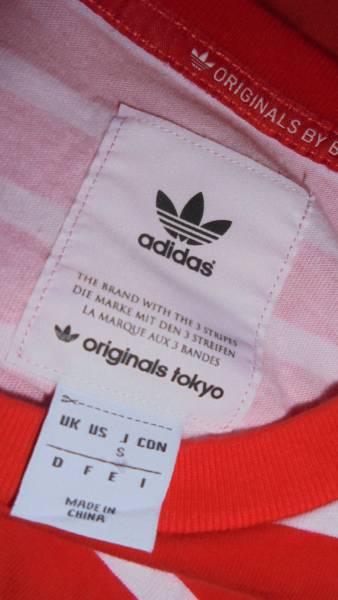 ORIGINALS BY
adidas
THE BRAND WITH THE 3 STRIPES
DIE MARKE MIT DEN 3 STREIFEN
LA MARQUE AUX 3 BANDES
originals tokyo
UK US J CDN
S
D F E I
MADE IN
CHINA